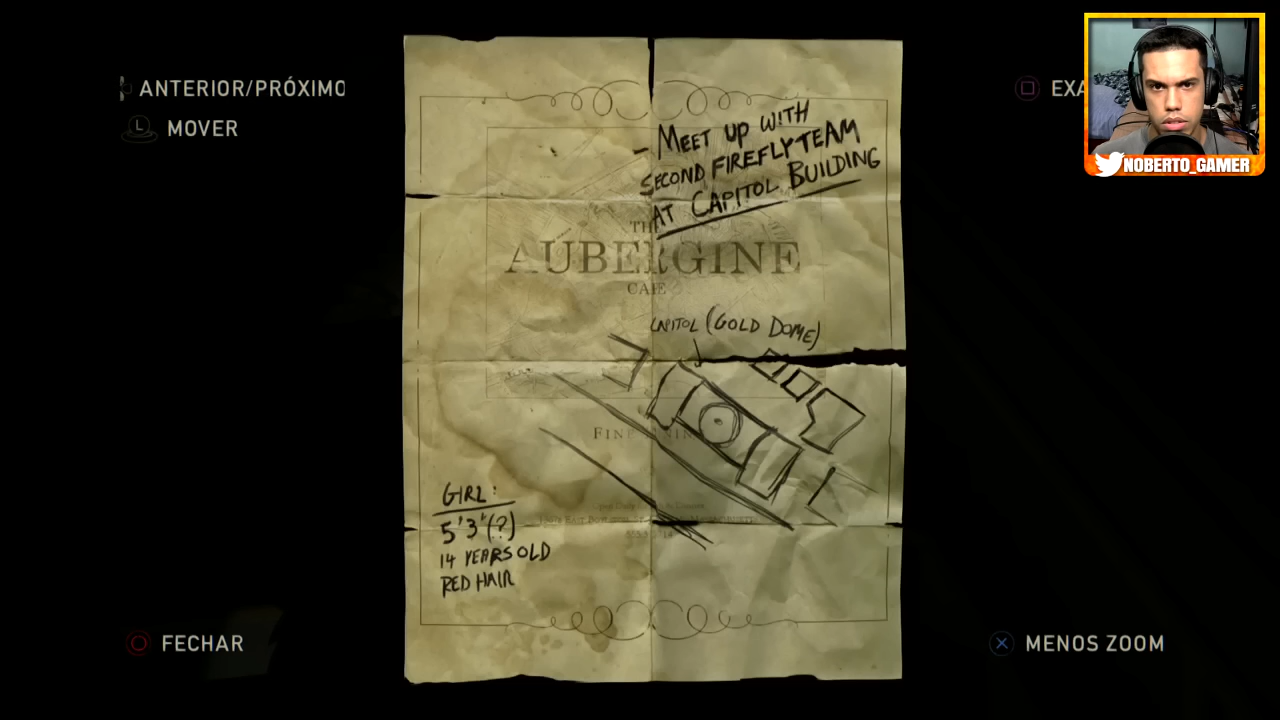 ANTERIOR/PRÓXIMO
L MOVER
EXA
NOBERTO_GAMER
- MEET UP WITH
SECOND FIREFLY TEAM
AT CAPITOL BUILDING
THE
AUBERGINE
CAFE
CAPITOL (GOLD DOME)
FINE DINING
GIRL:
5'3"(?)
14 YEARS OLD
RED HAIR
FECHAR
MENOS ZOOM